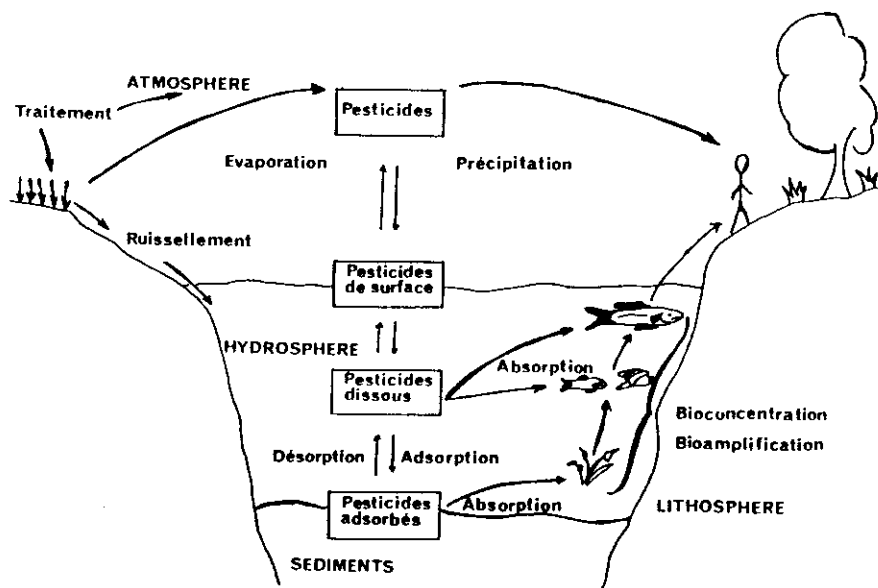 ATMOSPHERE
Traitement
Pesticides
Evaporation
Précipitation
Ruissellement
Pesticides
de surface
HYDROSPHERE
Absorption
Pesticides
dissous
Bioconcentration
Bioamplification
Désorption
Adsorption
Pesticides
adsorbés
Absorption
LITHOSPHERE
SEDIMENTS